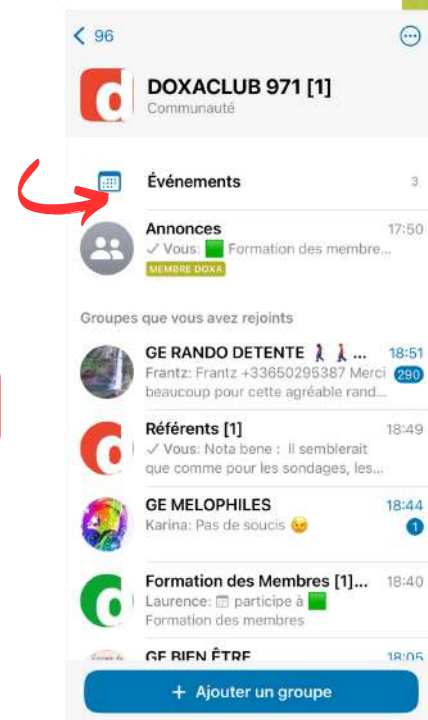 96
DOXACLUB 971 [1]
Communauté
Événements 3
Annonces 17:50
✓ Vous: 🟩 Formation des membre...
MEMBRE DOXA
Groupes que vous avez rejoints
GE RANDO DETENTE 🚶 🚶 ... 18:51
Frantz: Frantz +33650295387 Merci 290
beaucoup pour cette agréable rand...
Référents [1] 18:49
✓ Vous: Nota bene : Il semblerait
que comme pour les sondages, les...
GE MELOPHILES 18:44
Karina: Pas de soucis 😉 1
Formation des Membres [1]... 18:40
Laurence: 🗓 participe à 🟩
Formation des membres
GE BIEN ÊTRE 18:05
+ Ajouter un groupe